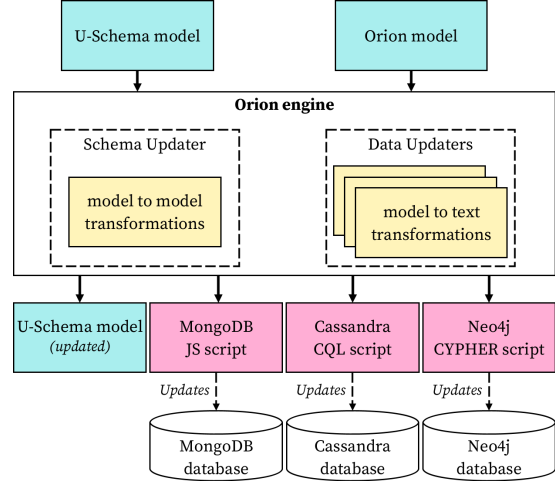 U-Schema model
Orion model
Orion engine
Schema Updater
Data Updaters
model to model
transformations
model to text
transformations
U-Schema model
(updated)
MongoDB
JS script
Cassandra
CQL script
Neo4j
CYPHER script
Updates
Updates
Updates
MongoDB
database
Cassandra
database
Neo4j
database